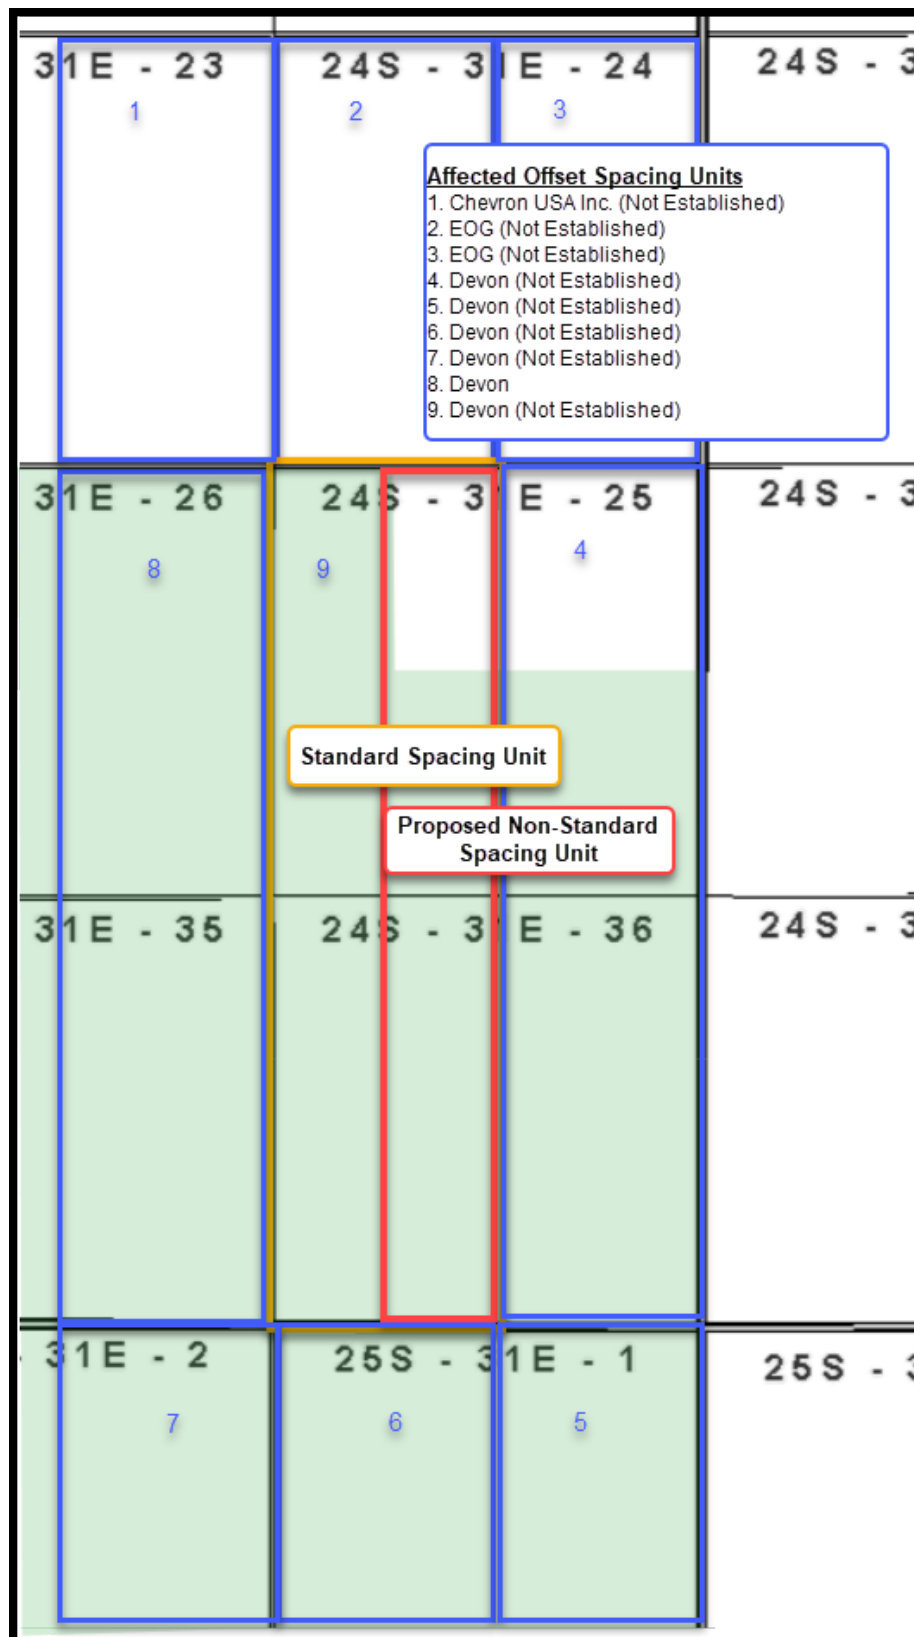 31E - 23
24S - 31E - 24
24S - 3
1
2
3
Affected Offset Spacing Units
1. Chevron USA Inc. (Not Established)
2. EOG (Not Established)
3. EOG (Not Established)
4. Devon (Not Established)
5. Devon (Not Established)
6. Devon (Not Established)
7. Devon (Not Established)
8. Devon
9. Devon (Not Established)
31E - 26
24S - 31E - 25
24S - 3
8
9
4
Standard Spacing Unit
Proposed Non-Standard
Spacing Unit
31E - 35
24S - 31E - 36
24S - 3
31E - 2
25S - 31E - 1
25S - 3
7
6
5